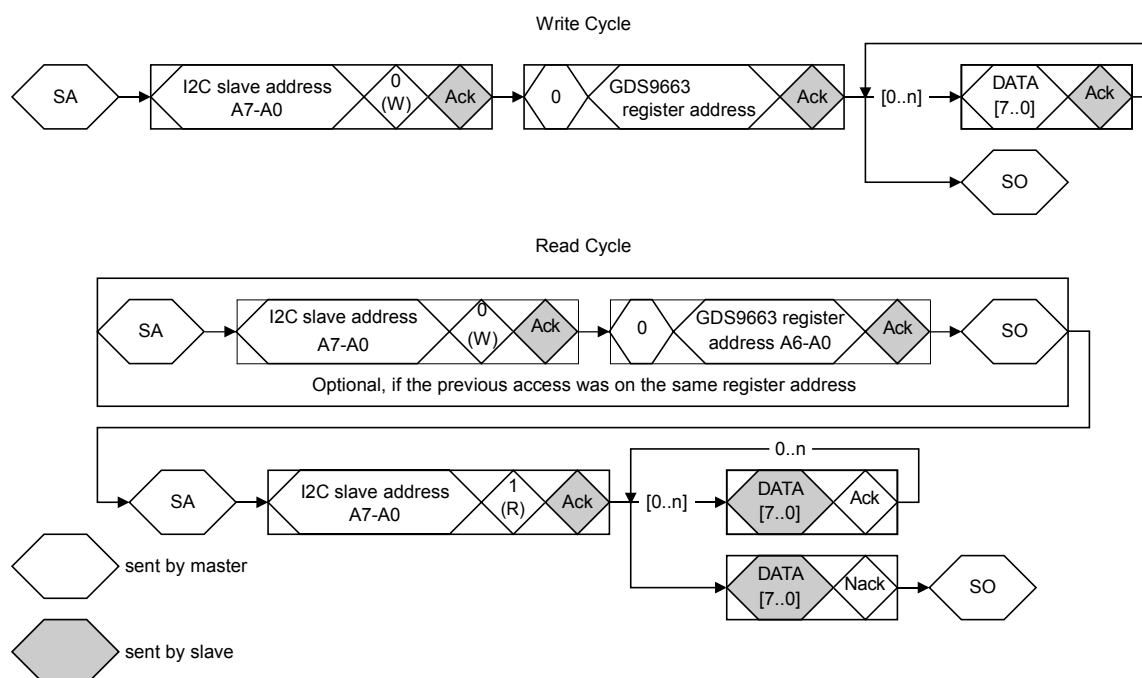 Write Cycle
SA
I2C slave address
A7-A0
0
(W)
Ack
0
GDS9663
register address
Ack
[0..n]
DATA
[7..0]
Ack
SO
Read Cycle
SA
I2C slave address
A7-A0
0
(W)
Ack
0
GDS9663 register
address A6-A0
Ack
SO
Optional, if the previous access was on the same register address
0..n
SA
I2C slave address
A7-A0
1
(R)
Ack
[0..n]
DATA
[7..0]
Ack
sent by master
DATA
[7..0]
Nack
SO
sent by slave